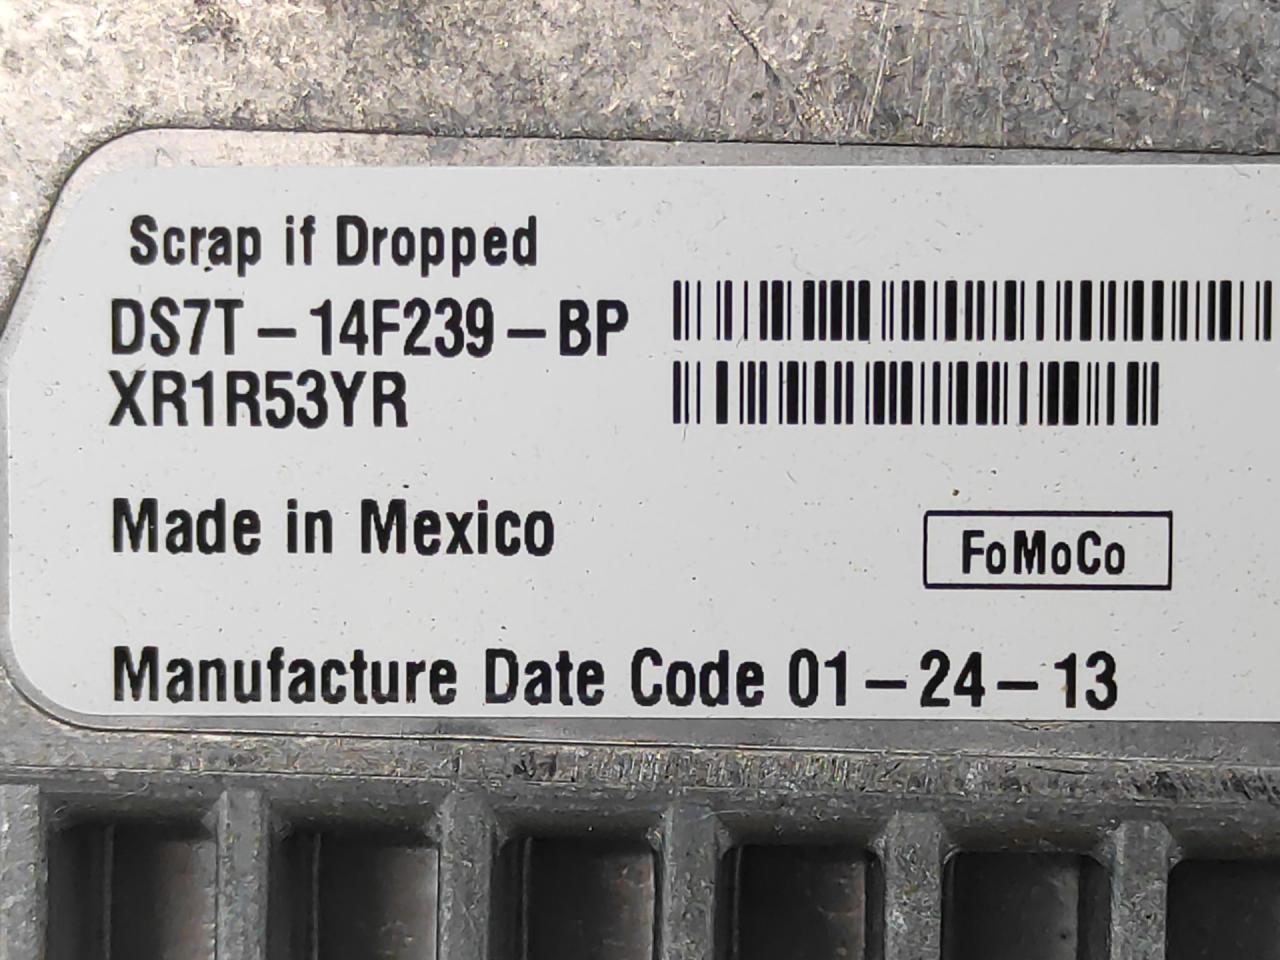 Scrap if Dropped
DS7T-14F239-BP
XR1R53YR
Made in Mexico
FoMoCo
Manufacture Date Code 01-24-13